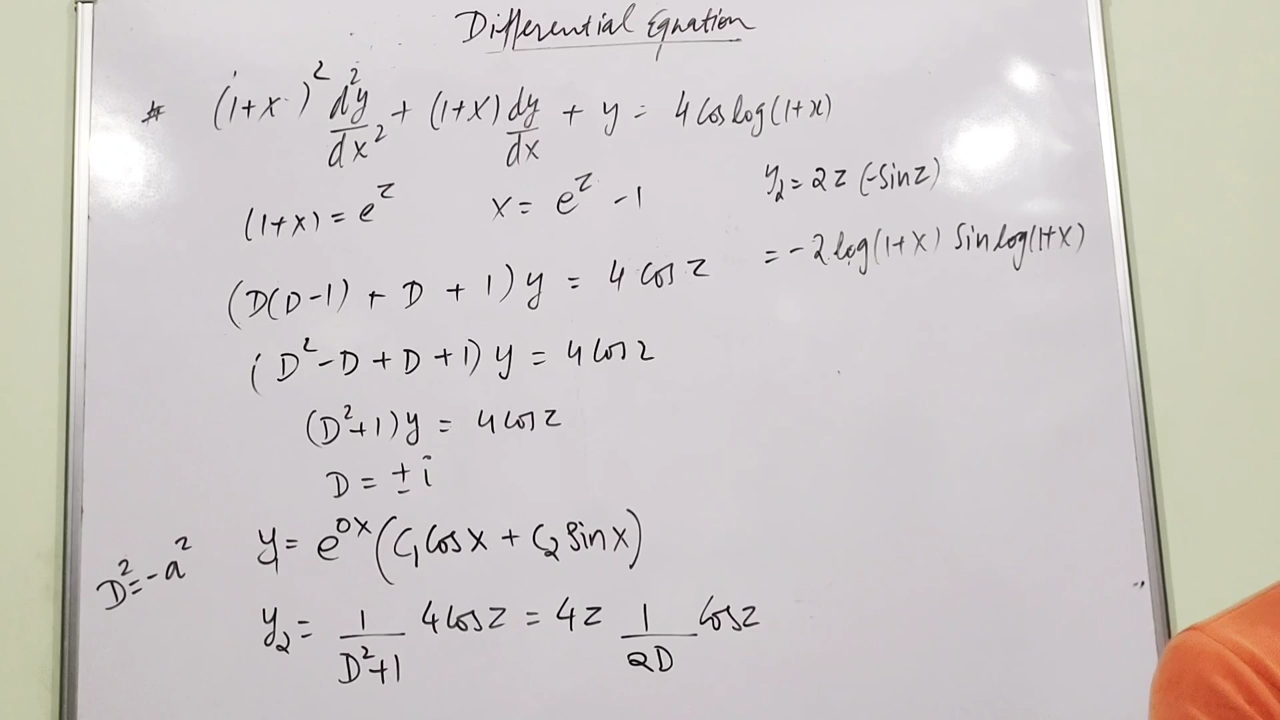 Differential Equation
# (1+x)² d²y/dx² + (1+x) dy/dx + y = 4 cos log(1+x)
(1+x) = e^z x = e^z - 1
(D(D-1) + D + 1) y = 4 cos z
(D² - D + D + 1) y = 4 cos z
(D²+1) y = 4 cos z
D = ± i
y₁ = e^0x (C₁ cos x + C₂ sin x)
D² = -a²
y₂ = 1/(D²+1) 4 cos z = 4z 1/2D cos z
y₂ = 2z (-sin z)
= -2 log(1+x) sin log(1+x)